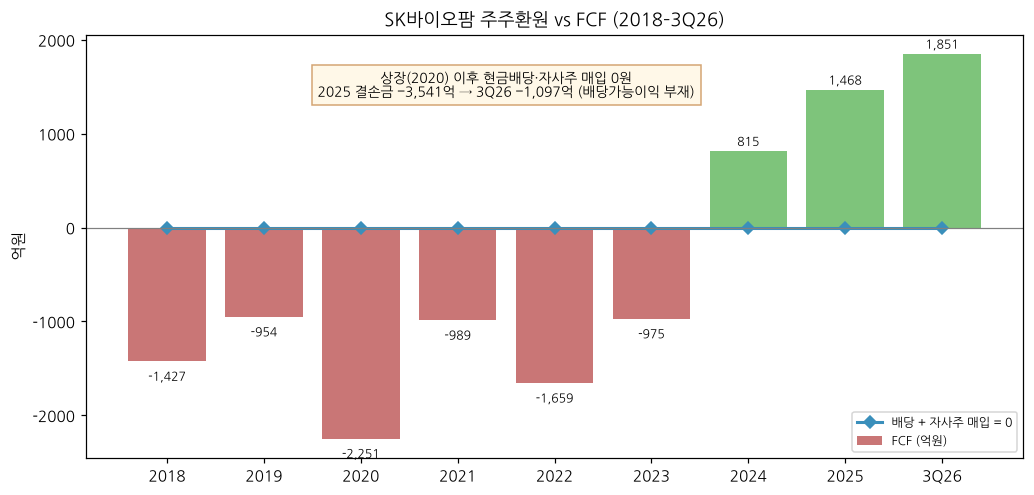 SK바이오팜 주주환원 vs FCF (2018-3Q26)
상장(2020) 이후 현금배당·자사주 매입 0원
2025 결손금 −3,541억 → 3Q26 −1,097억 (배당가능이익 부재)
억원
2000
1000
0
-1000
-2000
-1,427
-954
-2,251
-989
-1,659
-975
815
1,468
1,851
배당 + 자사주 매입 = 0
FCF (억원)
2018 2019 2020 2021 2022 2023 2024 2025 3Q26